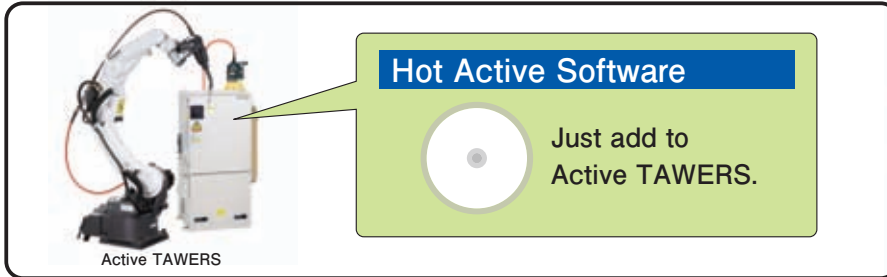 Hot Active Software
Just add to
Active TAWERS.
Active TAWERS